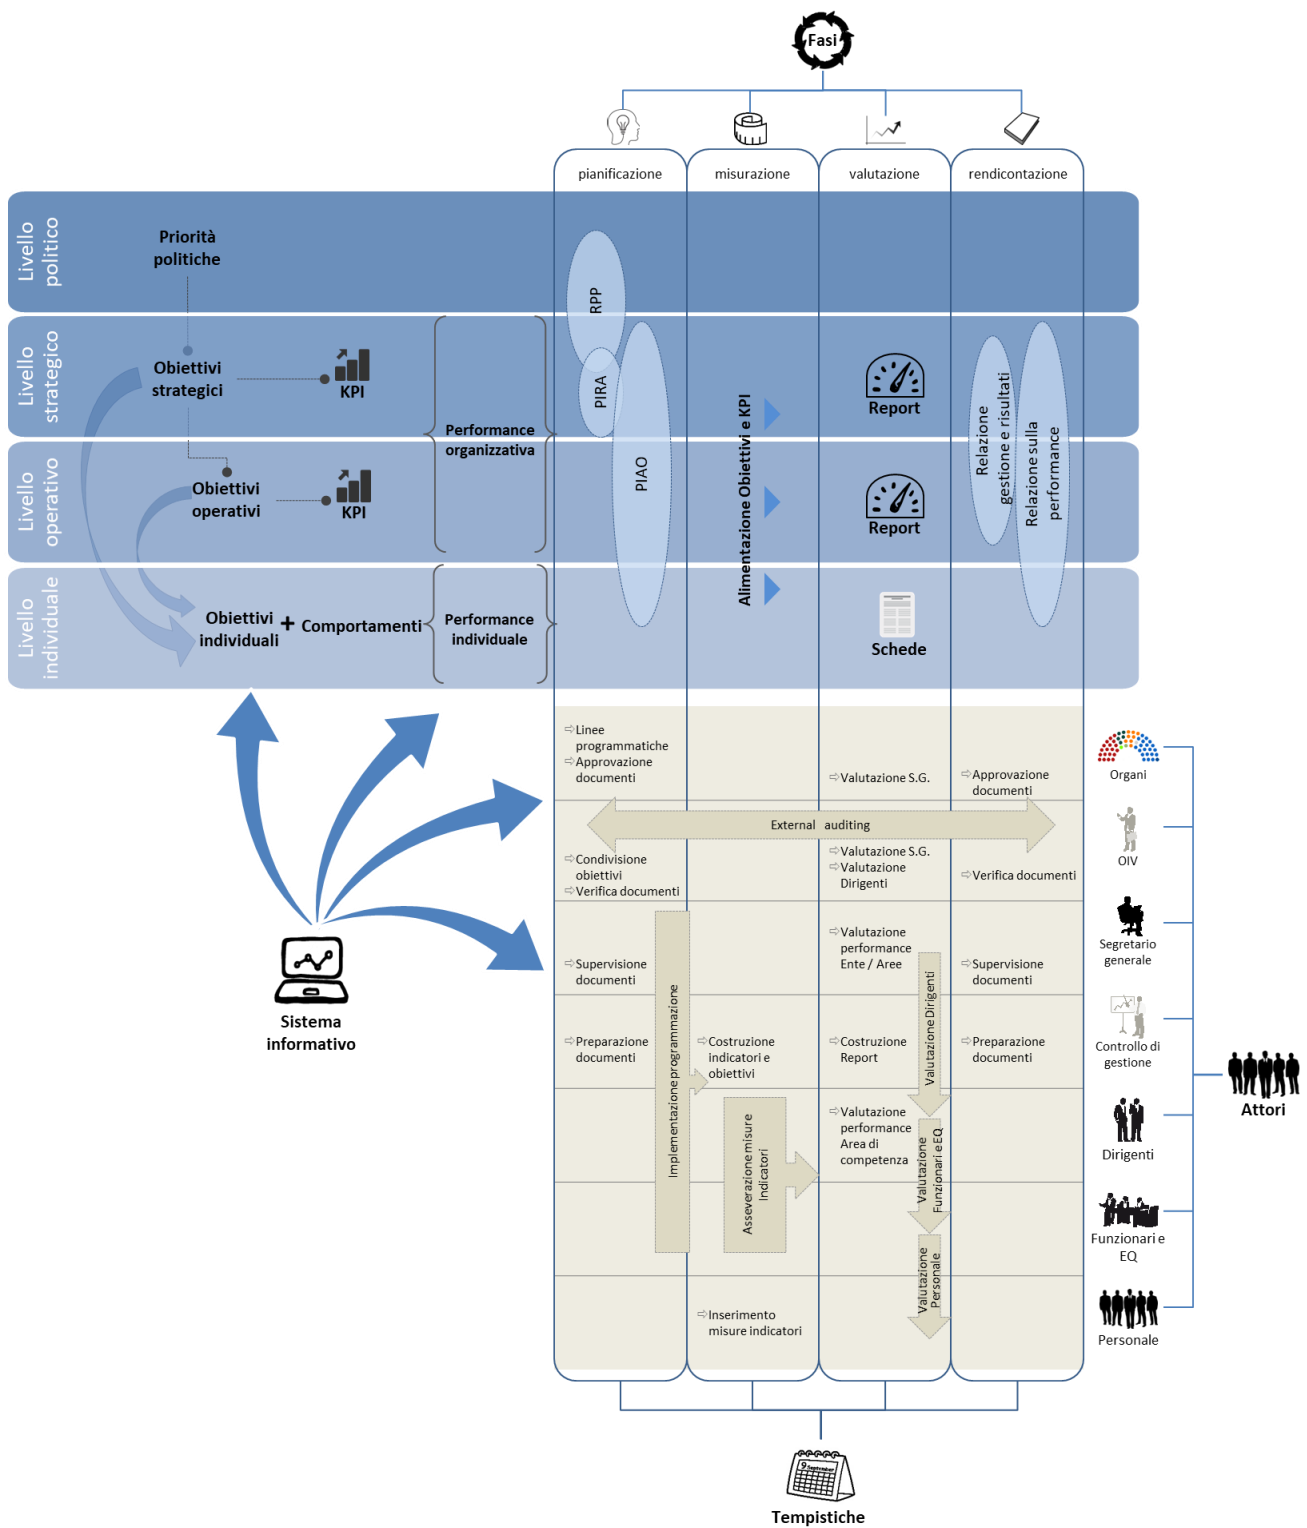 Fasi
pianificazione
misurazione
valutazione
rendicontazione
Livello
politico
Priorità
politiche
RPP
Livello
strategico
Obiettivi
strategici
KPI
PIRA
Report
Livello
operativo
Obiettivi
operativi
KPI
Performance
organizzativa
PIAO
Alimentazione Obiettivi e KPI
Report
Relazione
gestione e risultati
Relazione sulla
performance
Livello
individuale
Obiettivi
individuali
+
Comportamenti
Performance
individuale
Schede
Linee
programmatiche
Approvazione
documenti
Valutazione S.G.
Approvazione
documenti
Organi
External auditing
Condivisione
obiettivi
Verifica documenti
Valutazione S.G.
Valutazione
Dirigenti
Verifica documenti
OIV
Supervisione
documenti
Valutazione
performance
Ente / Aree
Supervisione
documenti
Segretario
generale
Preparazione
documenti
Implementazione programmazione
Costruzione
indicatori e
obiettivi
Costruzione
Report
Valutazione Dirigenti
Preparazione
documenti
Controllo di
gestione
Asseverazione misure
Indicatori
Valutazione
performance
Area di
competenza
Valutazione
Funzionari e EQ
Dirigenti
Funzionari e
EQ
Valutazione
Personale
Inserimento
misure indicatori
Personale
Attori
Sistema
informativo
9 September
Tempistiche